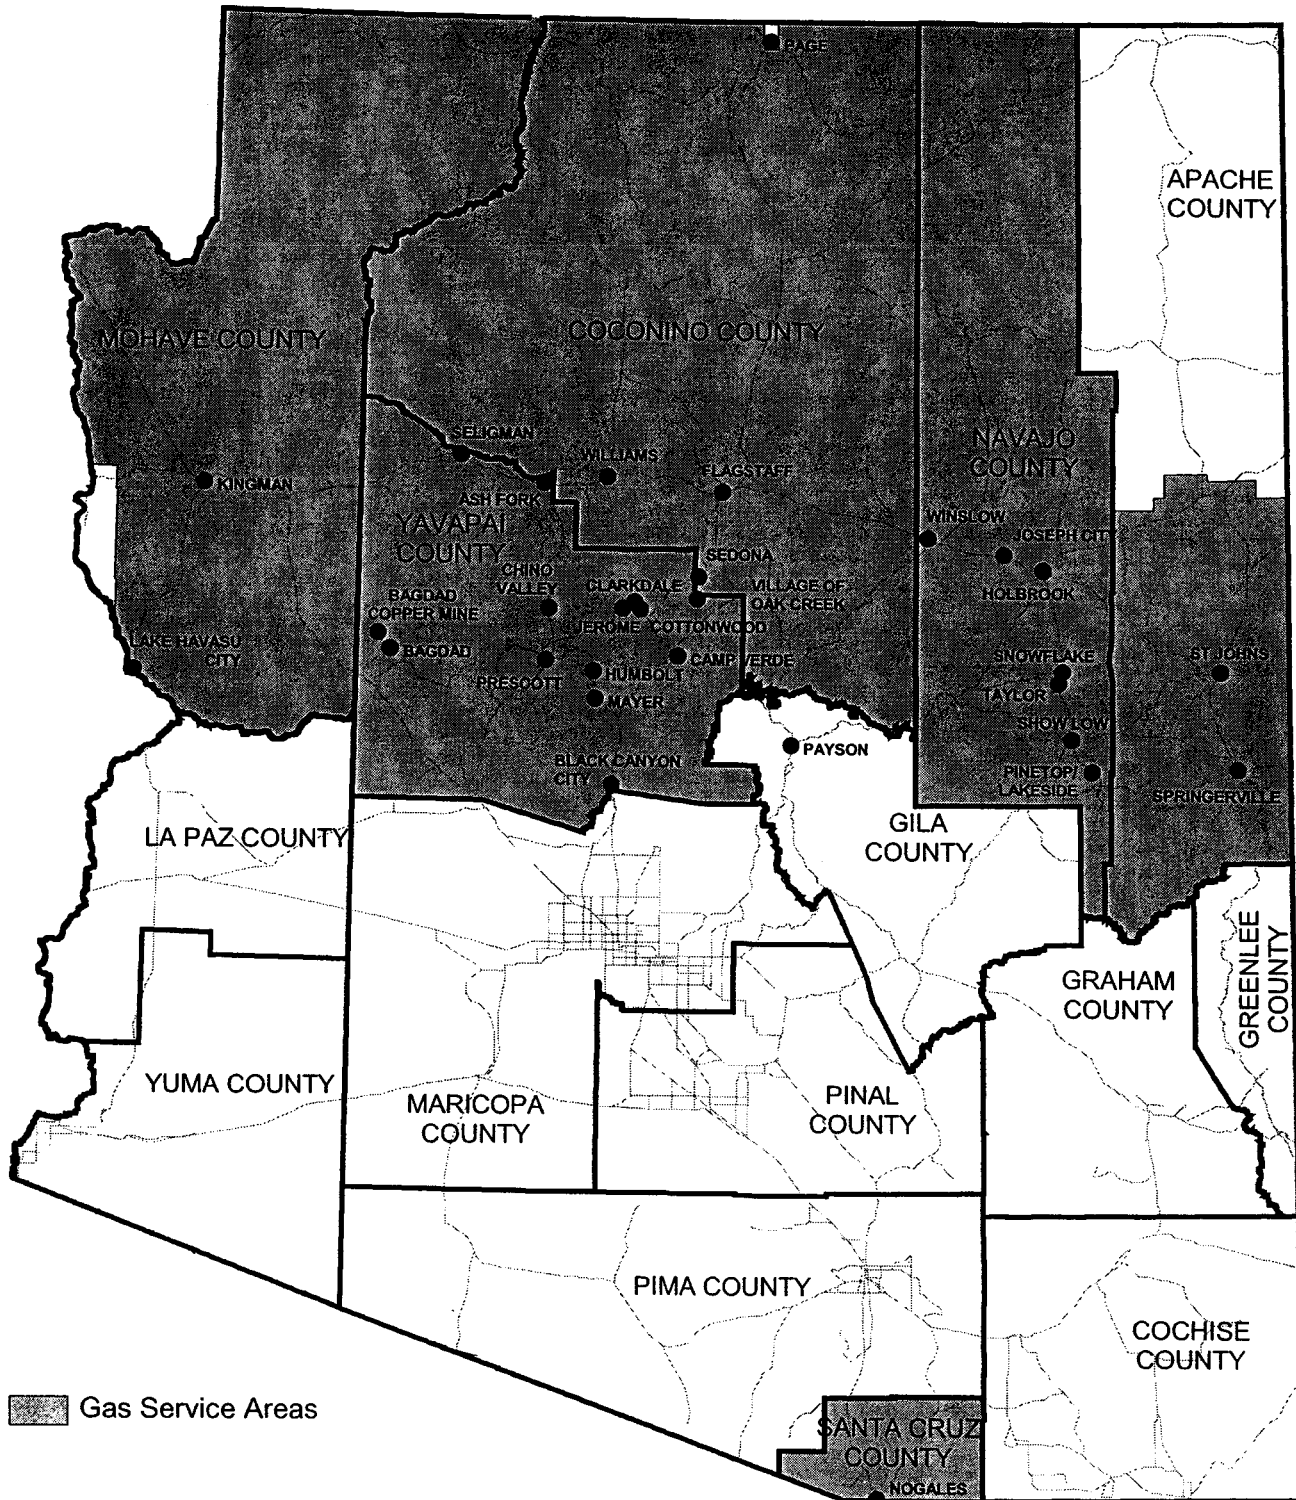 PAGE
APACHE
COUNTY
MOHAVE COUNTY
COCONINO COUNTY
SELIGMAN
WILLIAMS
FLAGSTAFF
NAVAJO
COUNTY
KINGMAN
ASH FORK
YAVAPAI
COUNTY
WINSLOW
JOSEPH CITY
SEDONA
CHINO
VALLEY
CLARKDALE
VILLAGE OF
OAK CREEK
HOLBROOK
BAGDAD
COPPER MINE
JEROME
COTTONWOOD
LAKE HAVASU
CITY
BAGDAD
CAMP VERDE
SNOWFLAKE
ST JOHNS
PRESCOTT
HUMBOLT
TAYLOR
MAYER
SHOW LOW
PAYSON
BLACK CANYON
CITY
PINETOP/
LAKESIDE
SPRINGERVILLE
LA PAZ COUNTY
GILA
COUNTY
GREENLEE
COUNTY
GRAHAM
COUNTY
YUMA COUNTY
MARICOPA
COUNTY
PINAL
COUNTY
PIMA COUNTY
COCHISE
COUNTY
Gas Service Areas
SANTA CRUZ
COUNTY
NOGALES